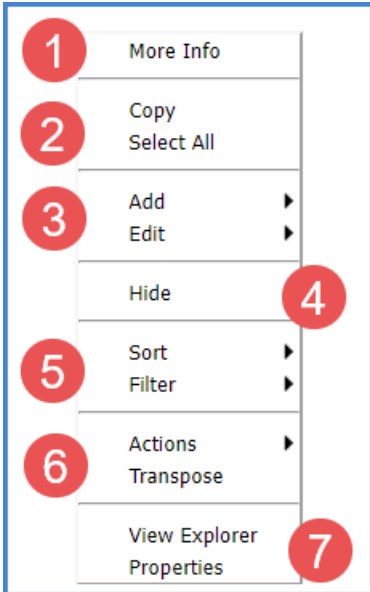 1 More Info
Copy
2 Select All
Add
3 Edit
Hide 4
Sort
5 Filter
Actions
6 Transpose
View Explorer
7 Properties